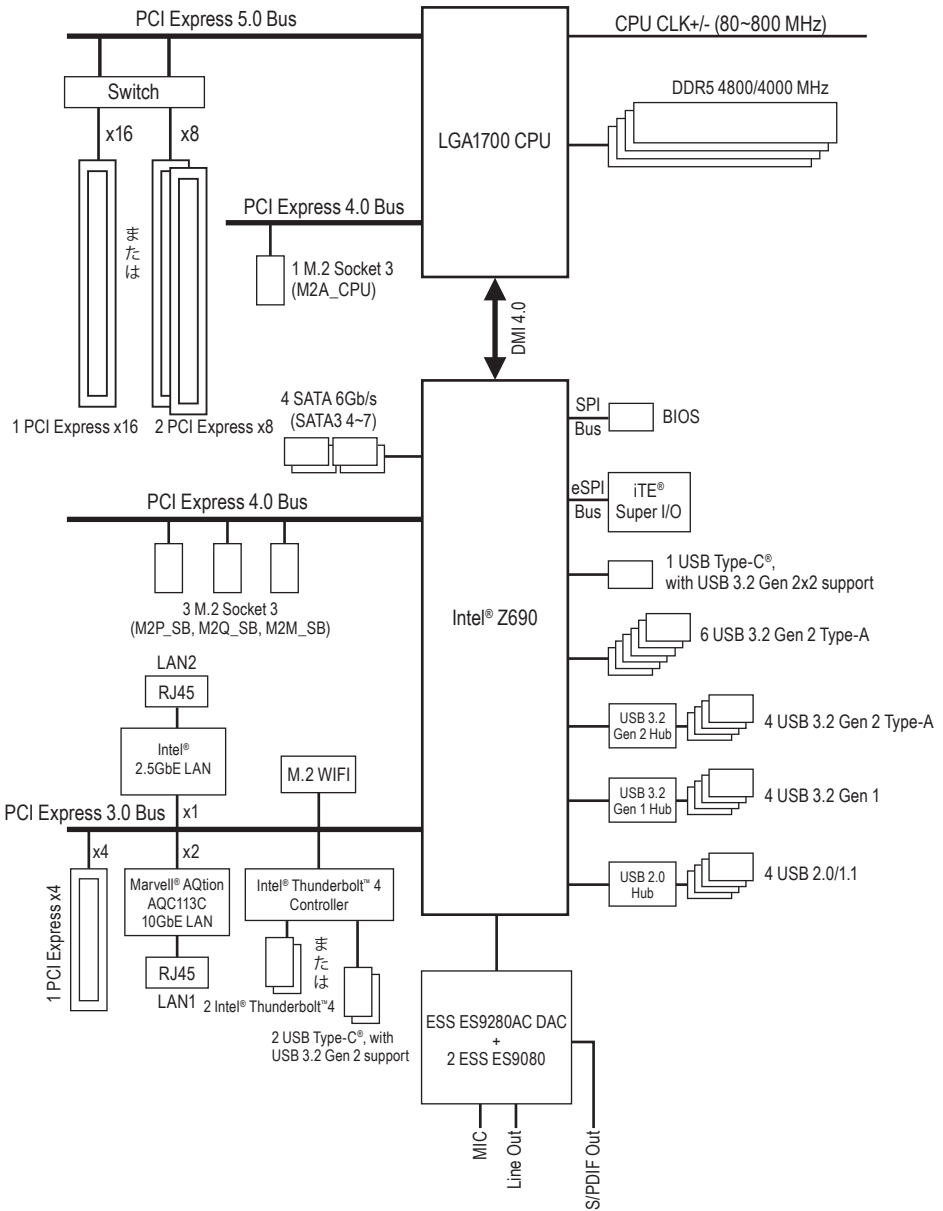 PCI Express 5.0 Bus
CPU CLK+/- (80~800 MHz)
Switch
x16
x8
LGA1700 CPU
DDR5 4800/4000 MHz
または
PCI Express 4.0 Bus
1 M.2 Socket 3
(M2A_CPU)
DMI 4.0
1 PCI Express x16
2 PCI Express x8
4 SATA 6Gb/s
(SATA3 4~7)
SPI
Bus
BIOS
eSPI
Bus
iTE®
Super I/O
PCI Express 4.0 Bus
3 M.2 Socket 3
(M2P_SB, M2Q_SB, M2M_SB)
Intel® Z690
1 USB Type-C®,
with USB 3.2 Gen 2x2 support
6 USB 3.2 Gen 2 Type-A
LAN2
RJ45
Intel®
2.5GbE LAN
USB 3.2
Gen 2 Hub
4 USB 3.2 Gen 2 Type-A
M.2 WIFI
PCI Express 3.0 Bus
x1
USB 3.2
Gen 1 Hub
4 USB 3.2 Gen 1
x4
x2
1 PCI Express x4
Marvell® AQtion
AQC113C
10GbE LAN
RJ45
LAN1
Intel® Thunderbolt™ 4
Controller
または
2 Intel® Thunderbolt™4
2 USB Type-C®, with
USB 3.2 Gen 2 support
USB 2.0
Hub
4 USB 2.0/1.1
ESS ES9280AC DAC
+
2 ESS ES9080
MIC
Line Out
S/PDIF Out